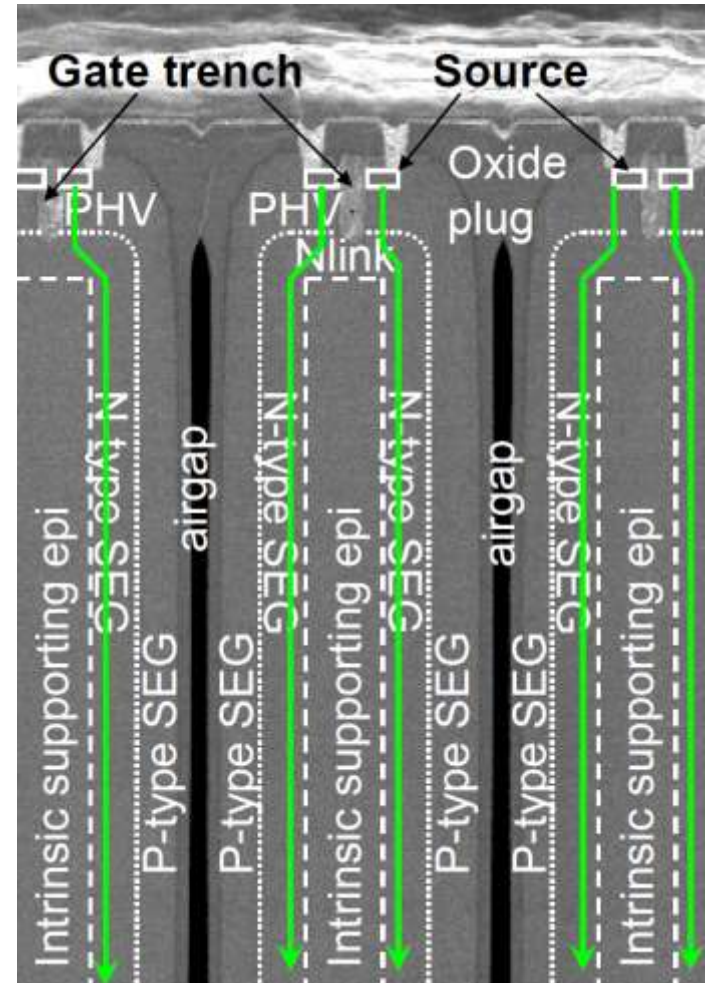 Gate trench
Source
Oxide
plug
PHV
PHV
Nlink
N-type SEG
airgap
N-type SEG
N-type SEG
airgap
N-type SEG
Intrinsic supporting epi
P-type SEG
P-type SEG
Intrinsic supporting epi
P-type SEG
P-type SEG
Intrinsic supporting epi